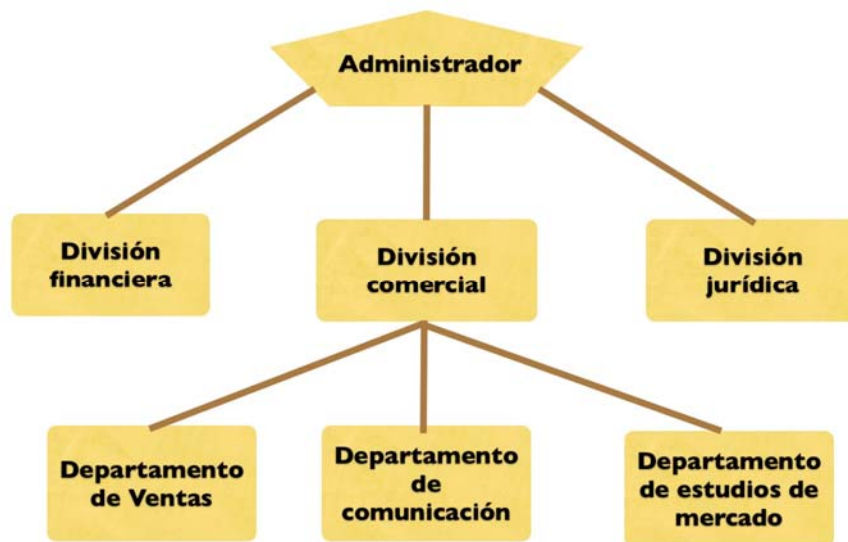 Administrador
División
financiera
División
comercial
División
jurídica
Departamento
de Ventas
Departamento
de
comunicación
Departamento
de estudios de
mercado